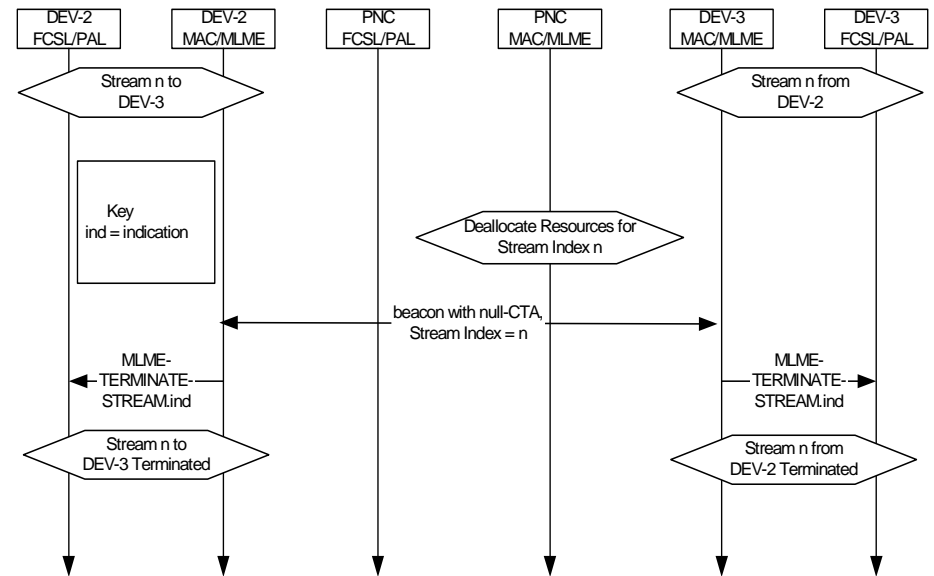 DEV-2
FCSL/PAL
DEV-2
MAC/MLME
PNC
FCSL/PAL
PNC
MAC/MLME
DEV-3
MAC/MLME
DEV-3
FCSL/PAL
Stream n to
DEV-3
Stream n from
DEV-2
Key
ind = indication
Deallocate Resources for
Stream Index n
beacon with null-CTA,
Stream Index = n
MLME-
TERMINATE-
STREAM.ind
MLME-
TERMINATE-
STREAM.ind
Stream n to
DEV-3 Terminated
Stream n from
DEV-2 Terminated